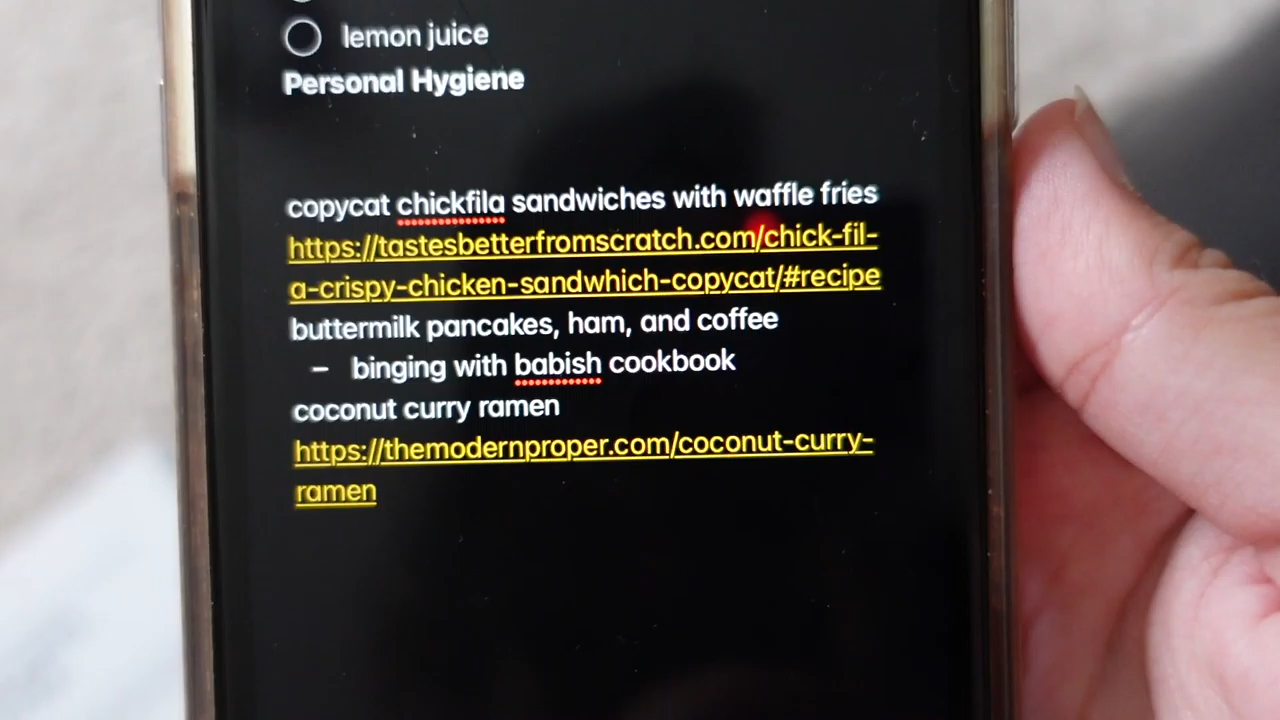 lemon juice
Personal Hygiene
copycat chickfila sandwiches with waffle fries
https://tastesbetterfromscratch.com/chick-fil-
a-crispy-chicken-sandwhich-copycat/#recipe
buttermilk pancakes, ham, and coffee
– binging with babish cookbook
coconut curry ramen
https://themodernproper.com/coconut-curry-
ramen